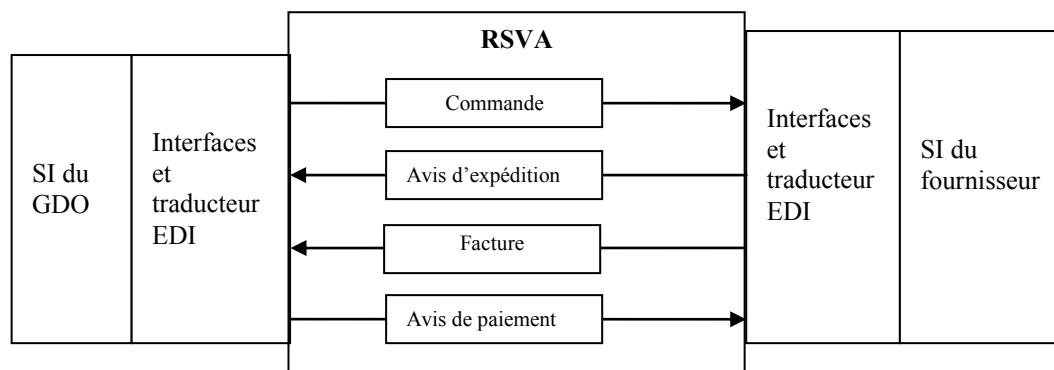 RSVA
SI du
GDO
Interfaces
et
traducteur
EDI
Commande
Avis d’expédition
Facture
Avis de paiement
Interfaces
et
traducteur
EDI
SI du
fournisseur